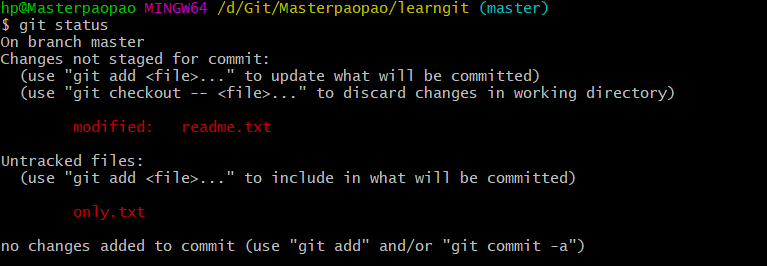 hp@Masterpaopao MINGW64 /d/Git/Masterpaopao/learngit (master)
$ git status
On branch master
Changes not staged for commit:
  (use "git add <file>..." to update what will be committed)
  (use "git checkout -- <file>..." to discard changes in working directory)

        modified:   readme.txt

Untracked files:
  (use "git add <file>..." to include in what will be committed)

        only.txt

no changes added to commit (use "git add" and/or "git commit -a")